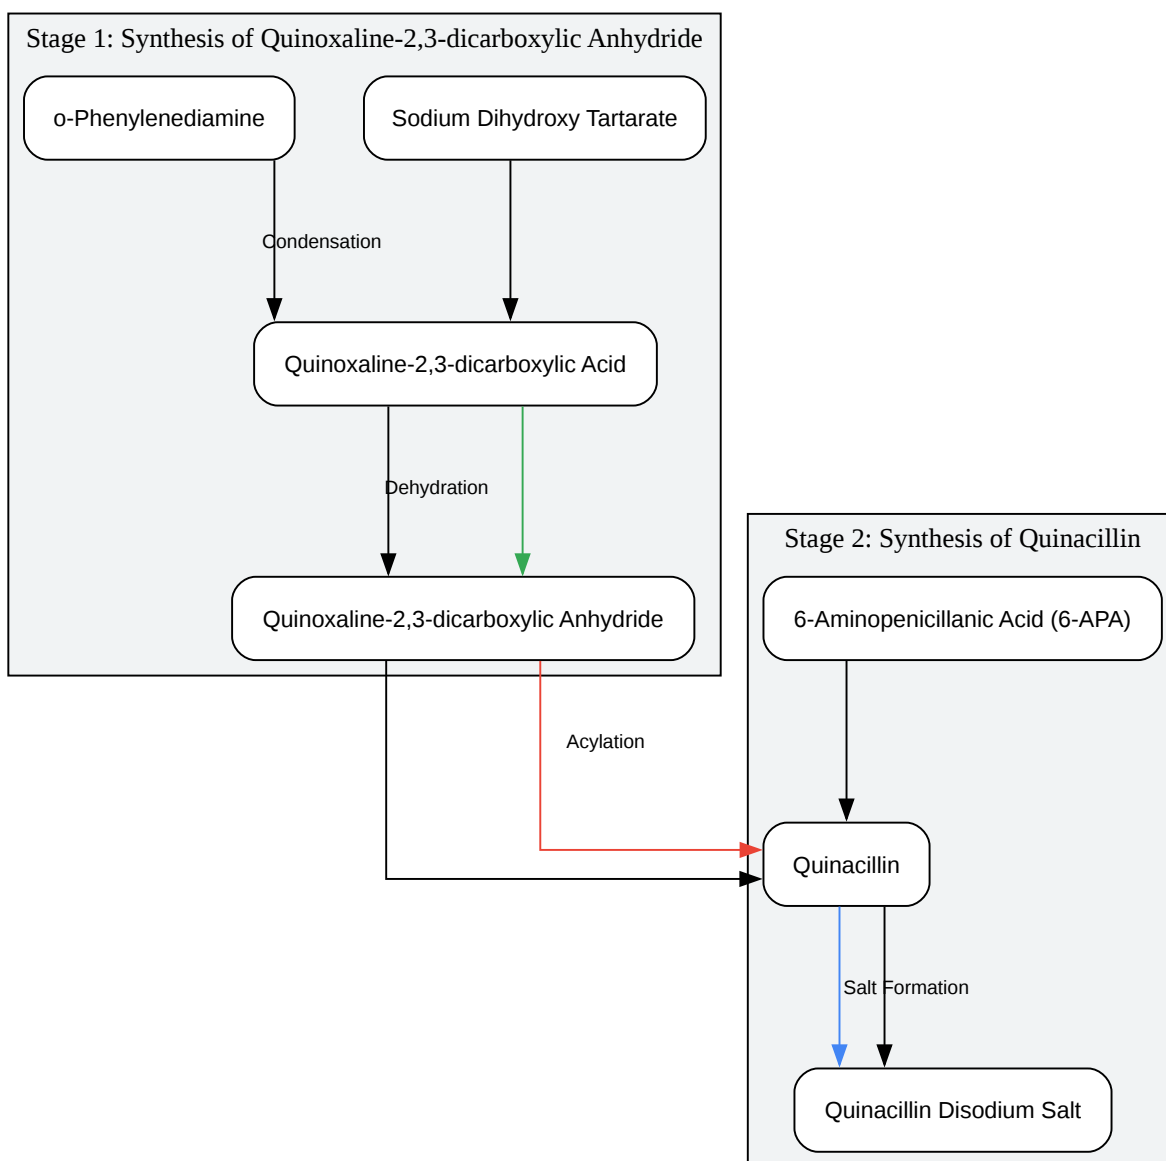 Stage 1: Synthesis of Quinoxaline-2,3-dicarboxylic Anhydride
o-Phenylenediamine
Sodium Dihydroxy Tartarate
Condensation
Quinoxaline-2,3-dicarboxylic Acid
Dehydration
Quinoxaline-2,3-dicarboxylic Anhydride
Acylation
Stage 2: Synthesis of Quinacillin
6-Aminopenicillanic Acid (6-APA)
Quinacillin
Salt Formation
Quinacillin Disodium Salt